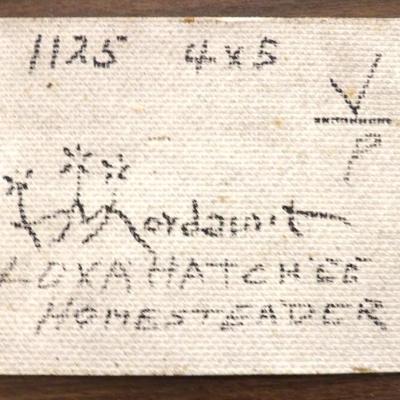 1125 4x5
P
Mordaunt
LOXAHATCHEE
HOMESTEADER